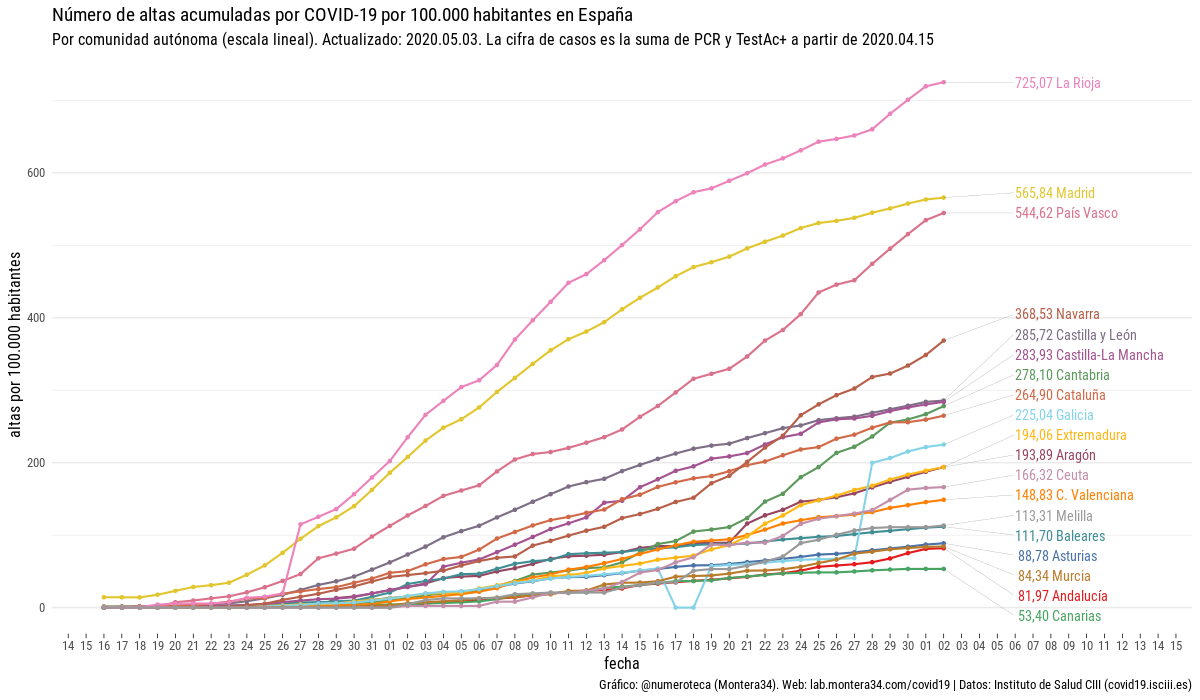 Número de altas acumuladas por COVID-19 por 100.000 habitantes en España
Por comunidad autónoma (escala lineal). Actualizado: 2020.05.03. La cifra de casos es la suma de PCR y TestAc+ a partir de 2020.04.15
altas por 100.000 habitantes
600
400
200
0
725,07 La Rioja
565,84 Madrid
544,62 País Vasco
368,53 Navarra
285,72 Castilla y León
283,93 Castilla-La Mancha
278,10 Cantabria
264,90 Cataluña
225,04 Galicia
194,06 Extremadura
193,89 Aragón
166,32 Ceuta
148,83 C. Valenciana
113,31 Melilla
111,70 Baleares
88,78 Asturias
84,34 Murcia
81,97 Andalucía
53,40 Canarias
14 15 16 17 18 19 20 21 22 23 24 25 26 27 28 29 30 31 01 02 03 04 05 06 07 08 09 10 11 12 13 14 15 16 17 18 19 20 21 22 23 24 25 26 27 28 29 30 01 02 03 04 05 06 07 08 09 10 11 12 13 14 15
fecha
Gráfico: @numeroteca (Montera34). Web: lab.montera34.com/covid19 | Datos: Instituto de Salud CIII (covid19.isciii.es)